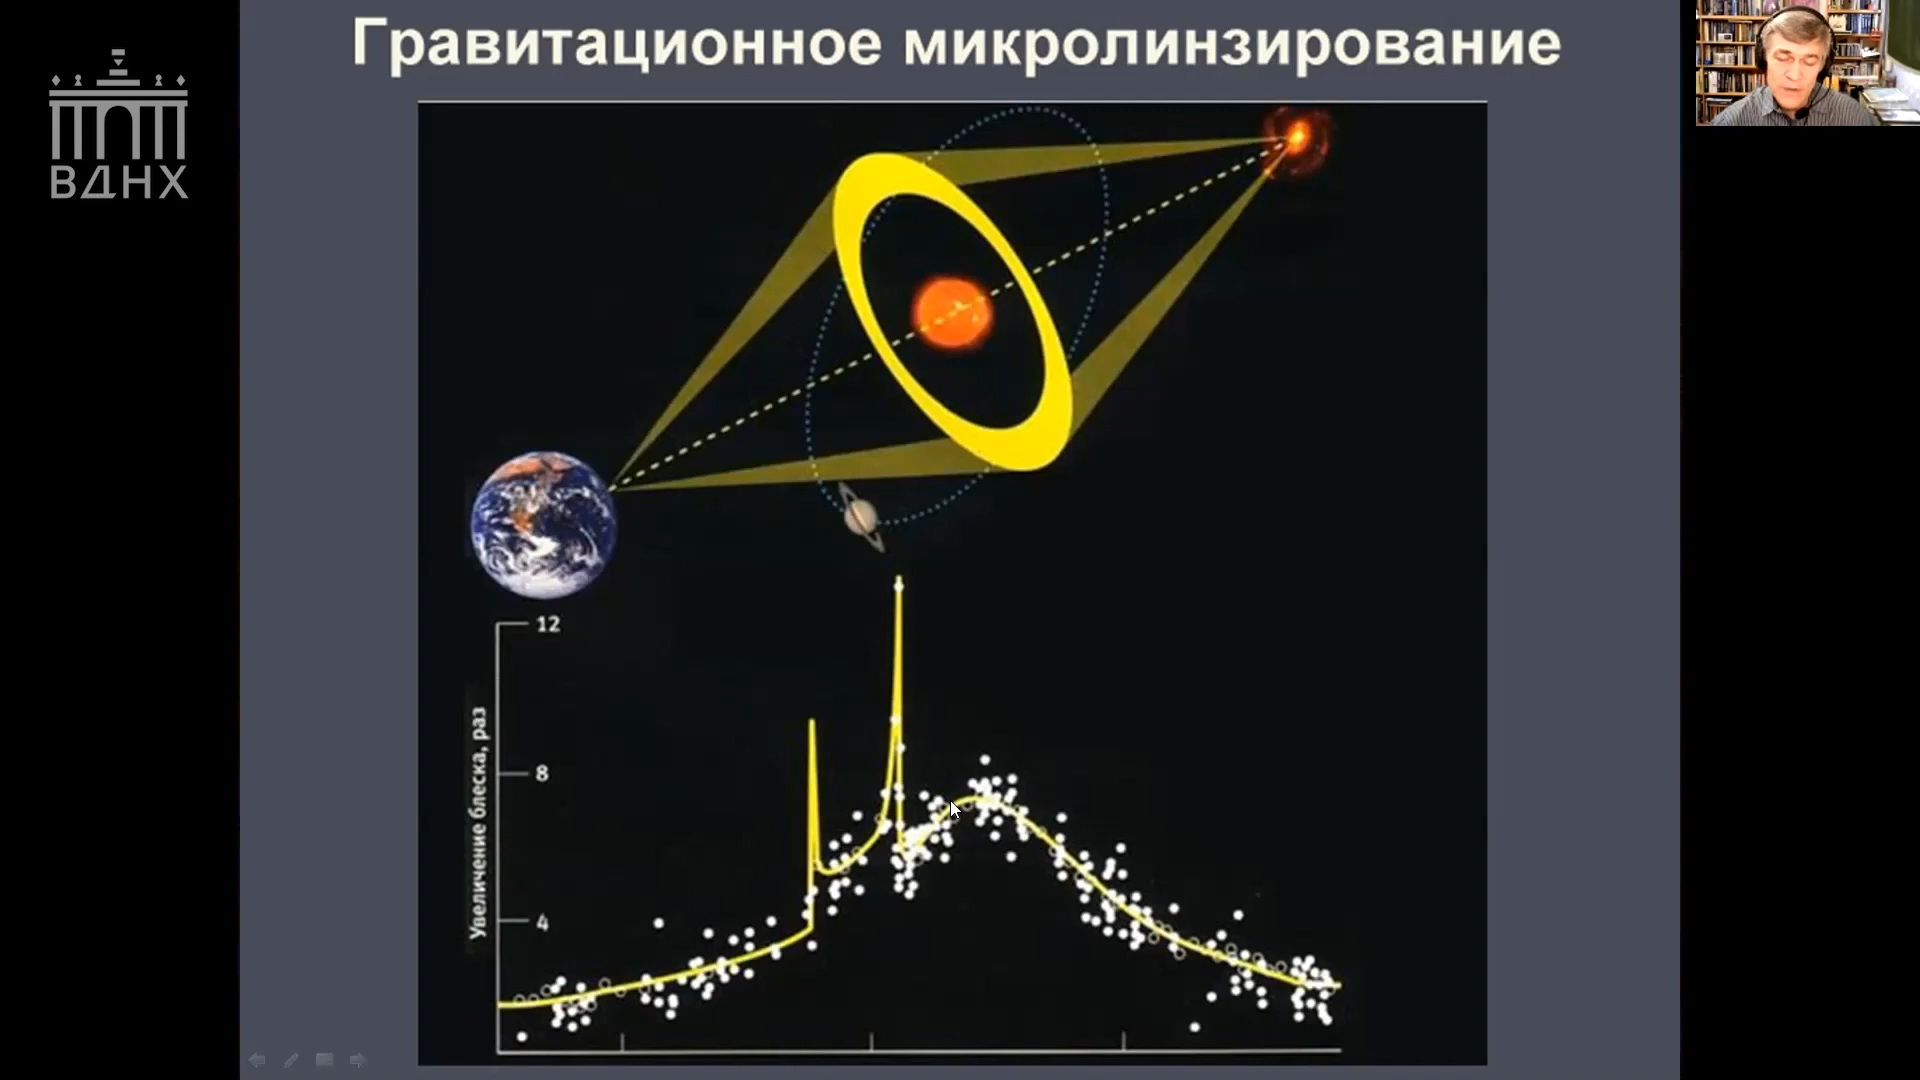 Гравитационное микролинзирование
ВДНХ
12
8
4
Увеличение блеска, раз